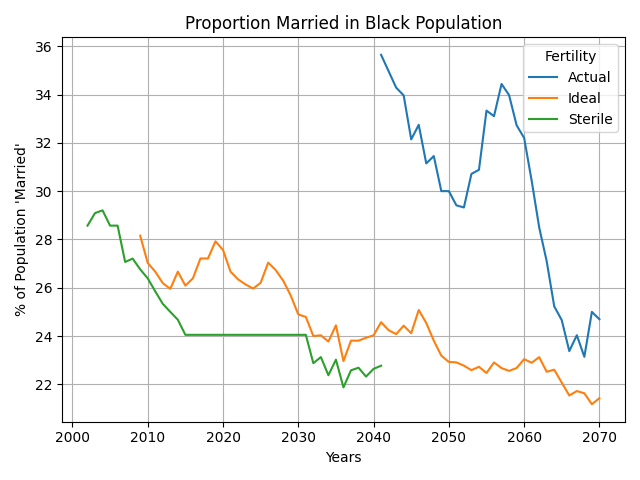 Proportion Married in Black Population
% of Population 'Married'
36
34
32
30
28
26
24
22
Fertility
Actual
Ideal
Sterile
2000 2010 2020 2030 2040 2050 2060 2070
Years